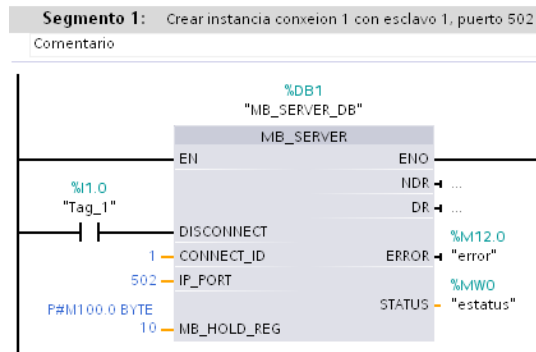 Segmento 1: Crear instancia conxeion 1 con esclavo 1, puerto 502
Comentario
%DB1
"MB_SERVER_DB"
MB_SERVER
EN ENO
NDR ...
%I1.0
"Tag_1"
DR ...
DISCONNECT
%M12.0
1 CONNECT_ID ERROR "error"
502 IP_PORT
%MW0
STATUS "estatus"
P#M100.0 BYTE
10 MB_HOLD_REG